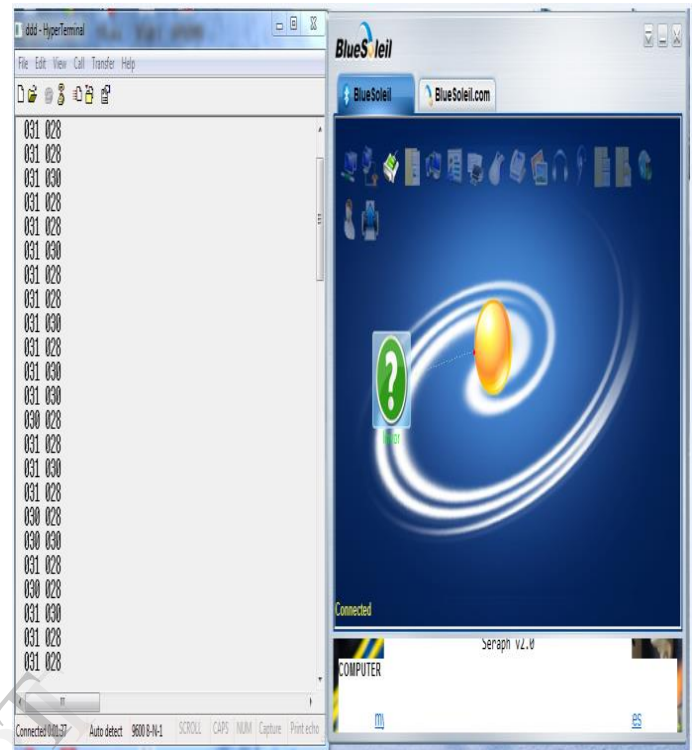 ddd - HyperTerminal
File Edit View Call Transfer Help
031 028
031 028
031 030
031 028
031 028
031 030
031 028
031 028
031 030
031 028
031 030
031 030
030 028
031 028
031 030
031 028
030 028
030 030
031 028
030 028
031 030
031 028
031 028
Connected 0:01:37 Auto detect 9600 8-N-1 SCROLL CAPS NUM Capture Print echo
BlueSoleil
BlueSoleil BlueSoleil.com
Connected
Seraph v2.0
COMPUTER
my
es